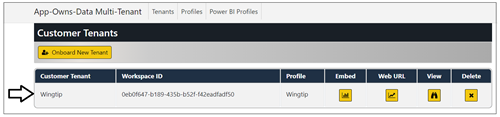 App-Owns-Data Multi-Tenant Tenants Profiles Power BI Profiles
Customer Tenants
Onboard New Tenant
Customer Tenant Workspace ID Profile Embed Web URL View Delete
Wingtip 0eb0f647-b189-435b-b52f-f42eadfadf50 Wingtip